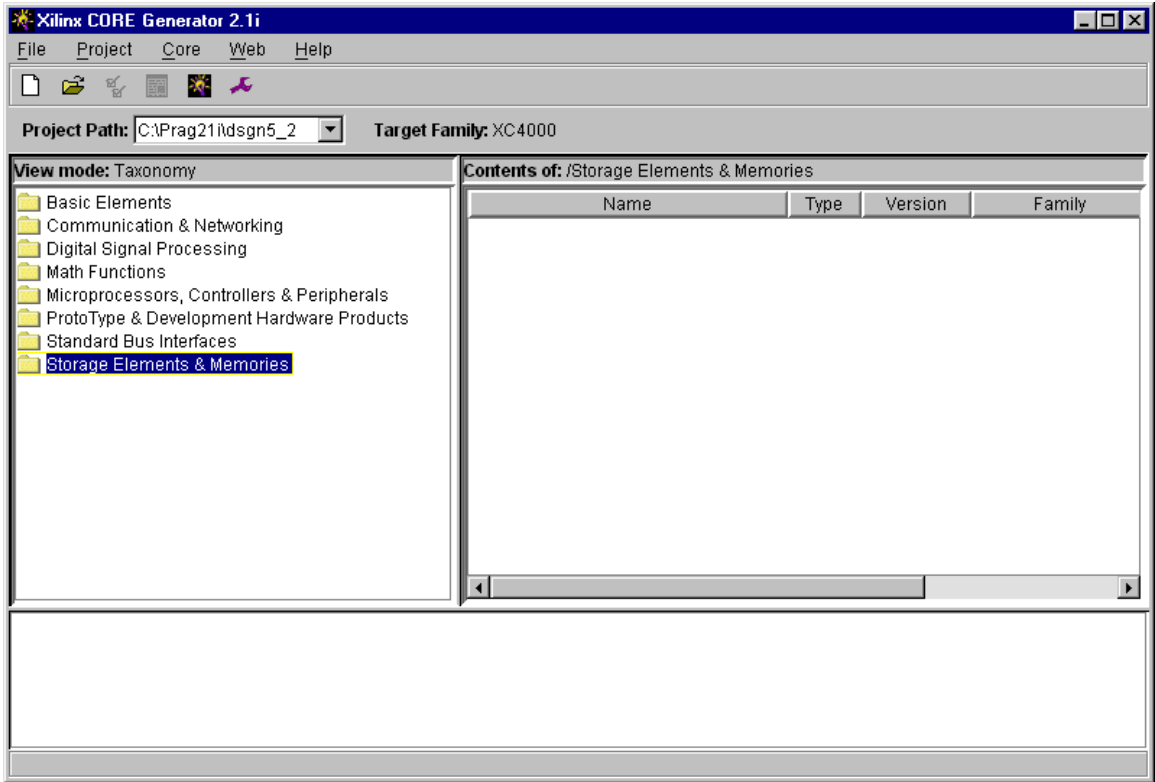 Xilinx CORE Generator 2.1i
File Project Core Web Help
Project Path: C:\Prag21i\dsgn5_2 Target Family: XC4000
View mode: Taxonomy
Basic Elements
Communication & Networking
Digital Signal Processing
Math Functions
Microprocessors, Controllers & Peripherals
ProtoType & Development Hardware Products
Standard Bus Interfaces
Storage Elements & Memories
Contents of: /Storage Elements & Memories
Name Type Version Family